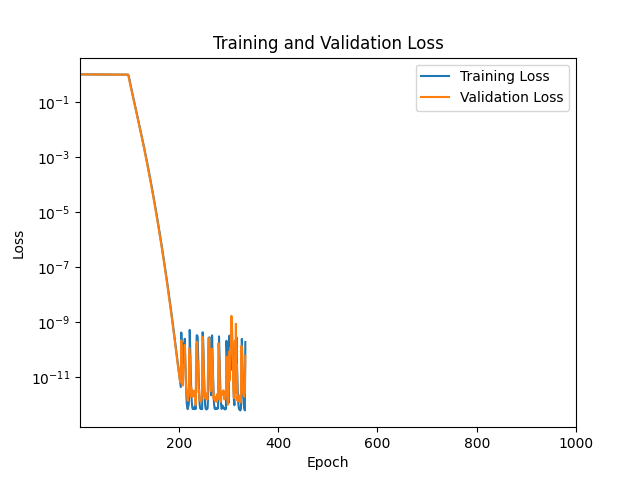 Training and Validation Loss
Training Loss
Validation Loss
10⁻¹
10⁻³
10⁻⁵
10⁻⁷
10⁻⁹
10⁻¹¹
Loss
200 400 600 800 1000
Epoch